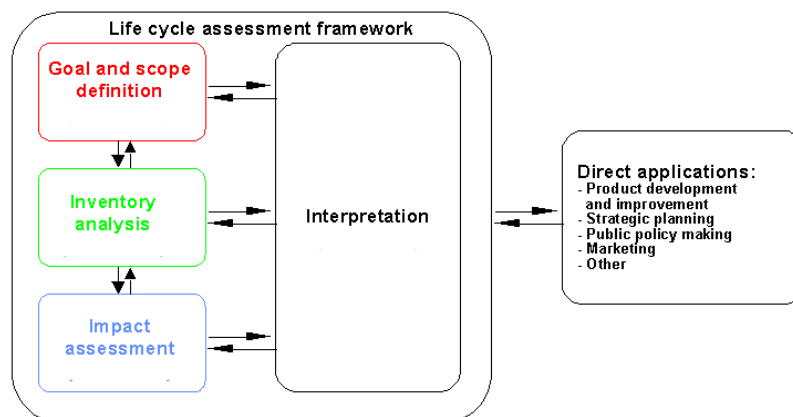 Life cycle assessment framework
Goal and scope
definition
Inventory
analysis
Impact
assessment
Interpretation
Direct applications:
- Product development
and improvement
- Strategic planning
- Public policy making
- Marketing
- Other